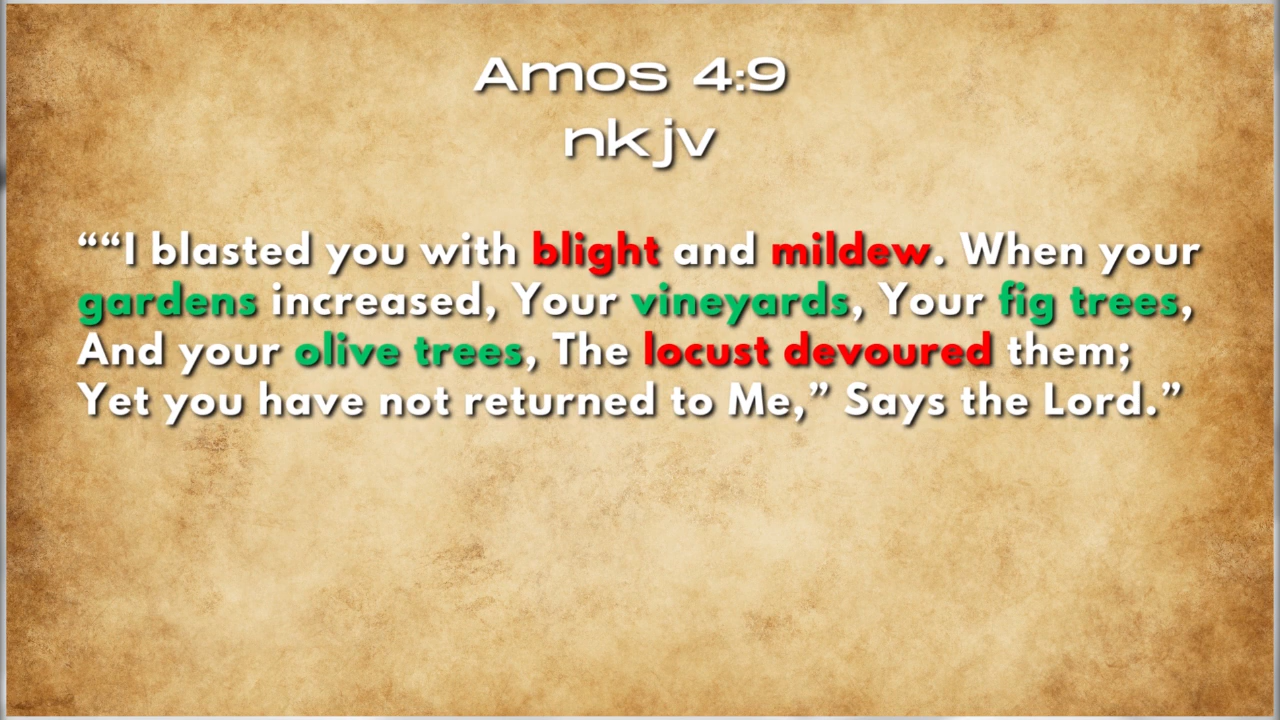 Amos 4:9
nkjv
““I blasted you with blight and mildew. When your
gardens increased, Your vineyards, Your fig trees,
And your olive trees, The locust devoured them;
Yet you have not returned to Me,” Says the Lord.”